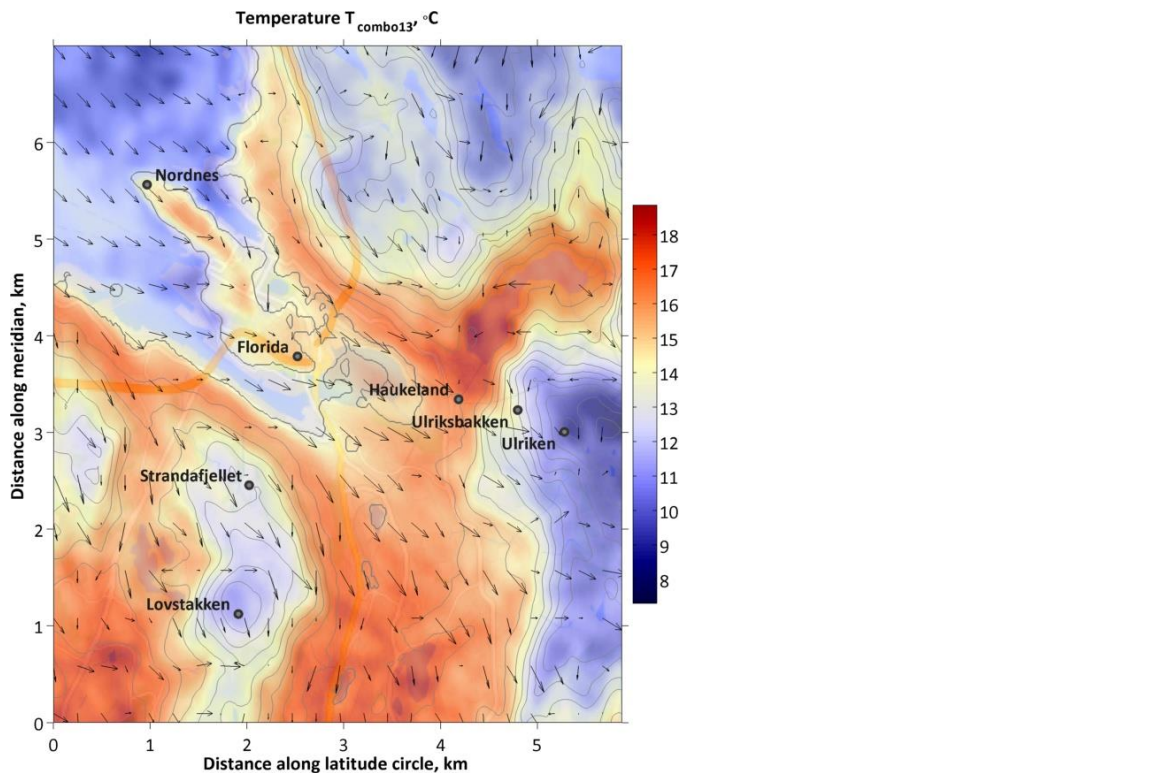 Temperature T combo13, °C
Distance along meridian, km
6
5
4
3
2
1
0
Nordnes
Florida
Haukeland
Ulriksbakken
Ulriken
Strandafjellet
Lovstakken
18
17
16
15
14
13
12
11
10
9
8
0 1 2 3 4 5
Distance along latitude circle, km